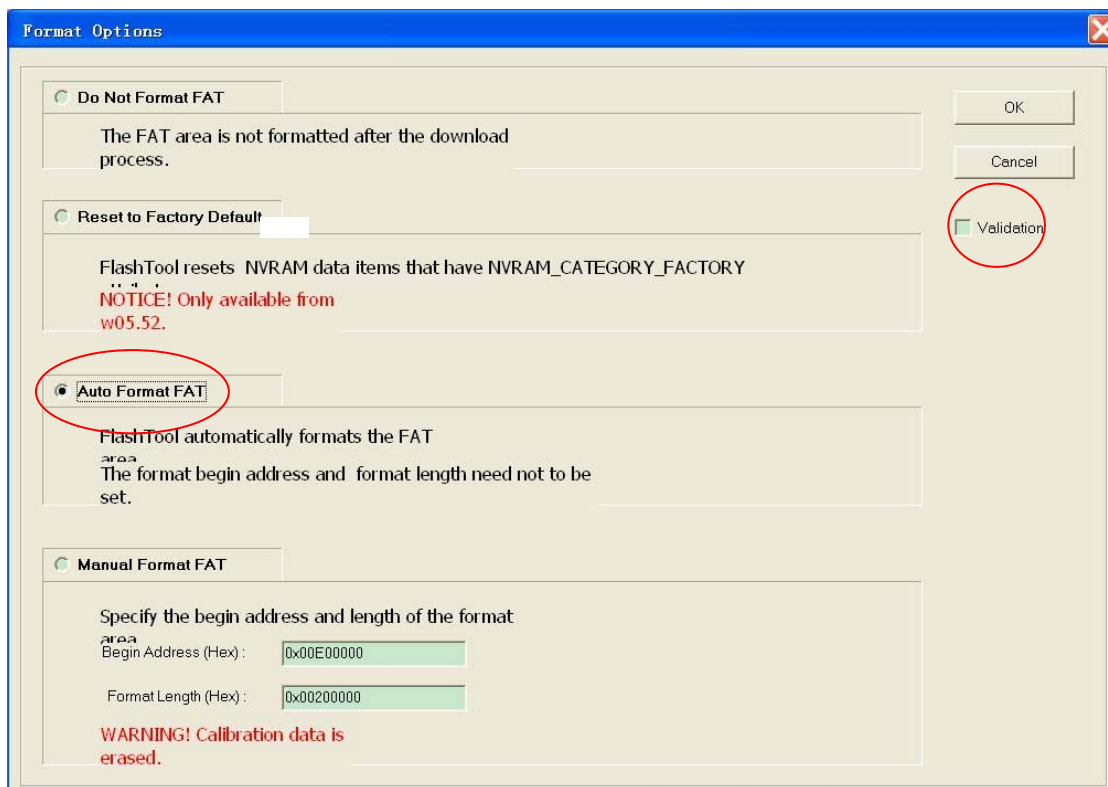 Format Options
Do Not Format FAT
The FAT area is not formatted after the download
process.
OK
Cancel
Validation
Reset to Factory Default
FlashTool resets NVRAM data items that have NVRAM_CATEGORY_FACTORY
NOTICE! Only available from
w05.52.
Auto Format FAT
FlashTool automatically formats the FAT
area
The format begin address and format length need not to be
set.
Manual Format FAT
Specify the begin address and length of the format
area
Begin Address (Hex) :
0x00E00000
Format Length (Hex) :
0x00200000
WARNING! Calibration data is
erased.